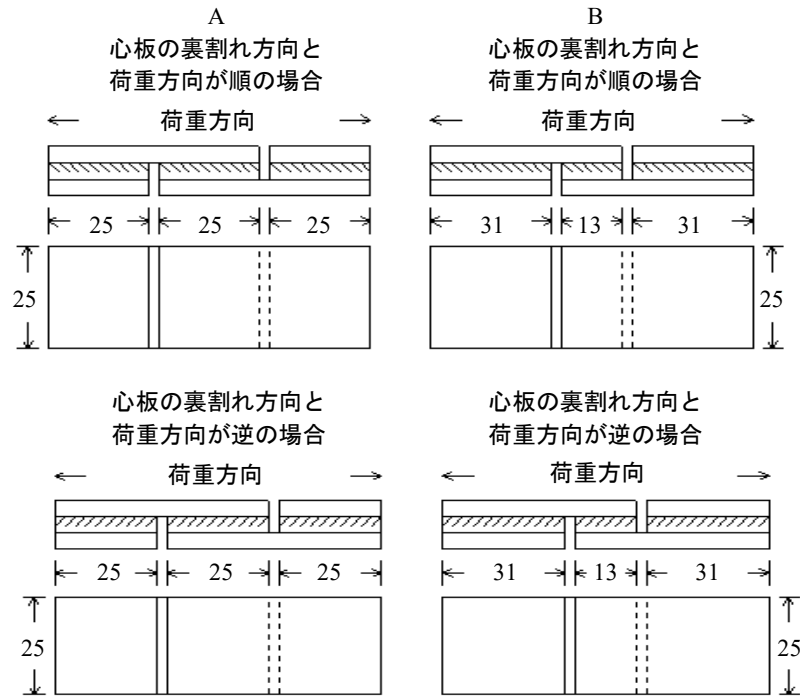 A
心板の裏割れ方向と
荷重方向が順の場合
荷重方向
25 25 25
25
B
心板の裏割れ方向と
荷重方向が順の場合
荷重方向
31 13 31
25
心板の裏割れ方向と
荷重方向が逆の場合
荷重方向
25 25 25
25
心板の裏割れ方向と
荷重方向が逆の場合
荷重方向
31 13 31
25